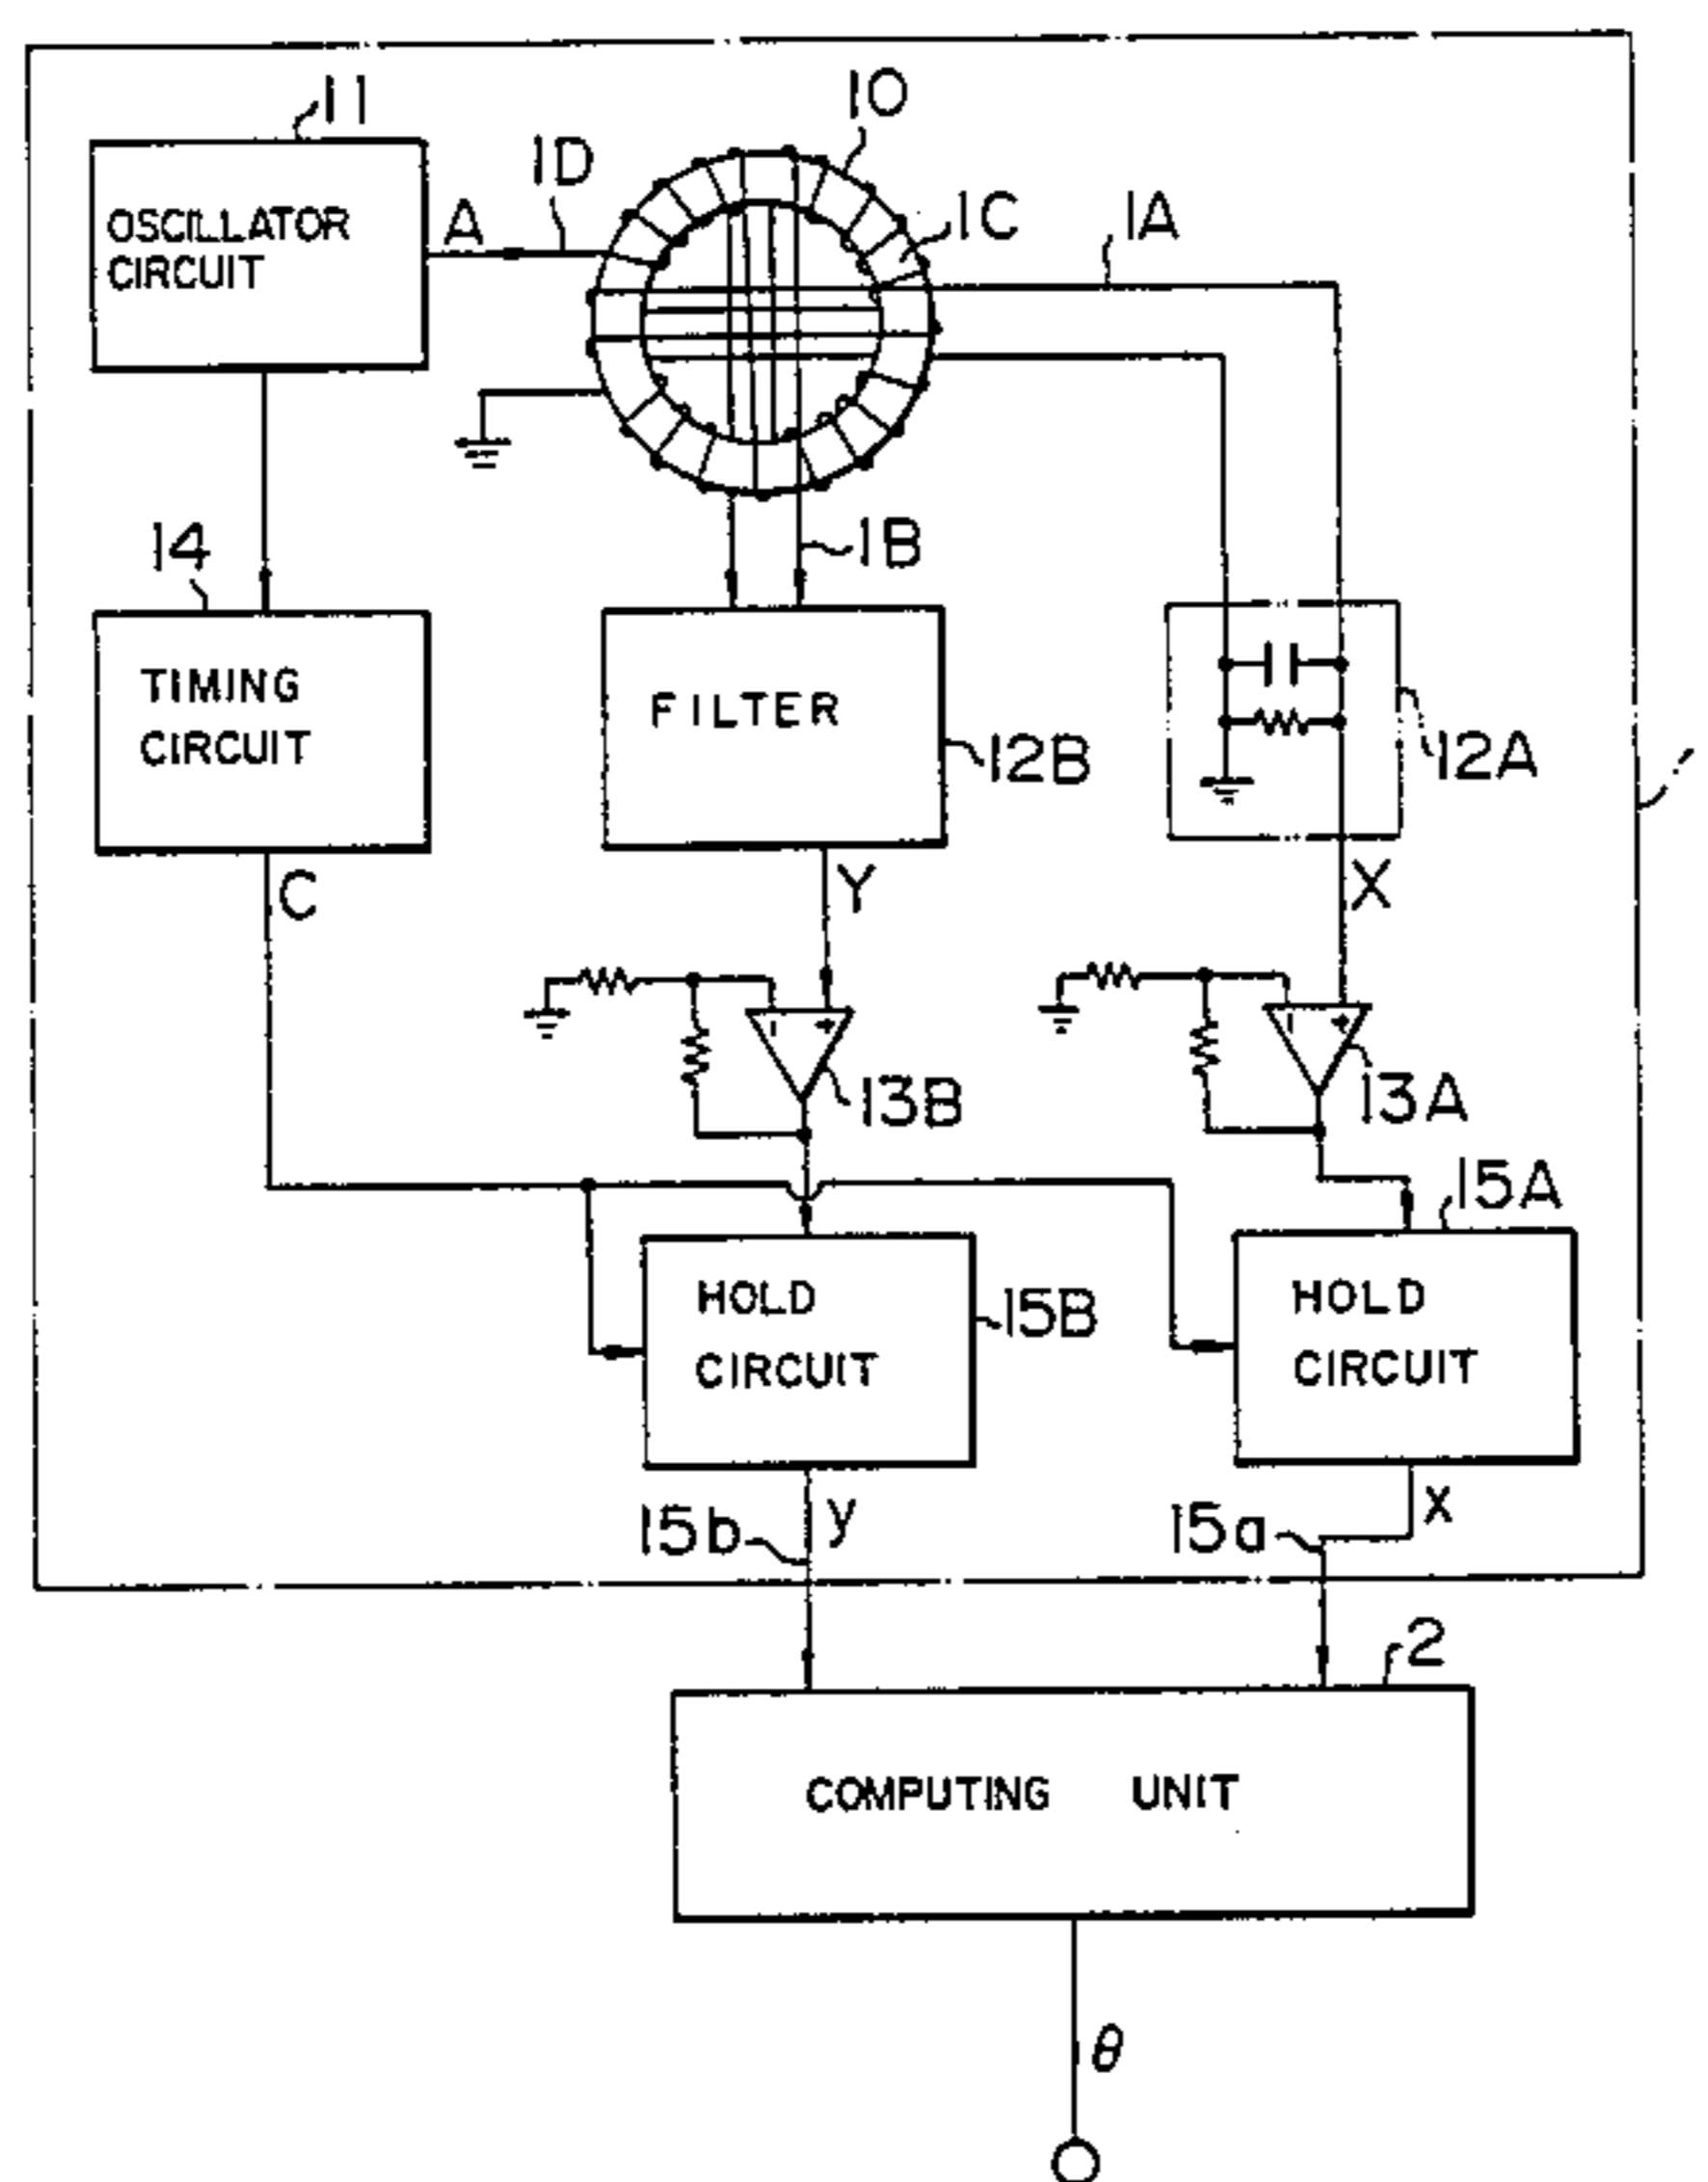 11
10
1D
A
1C
1A
OSCILLATOR
CIRCUIT
14
1B
TIMING
CIRCUIT
FILTER
12B
12A
C
Y
X
13B
13A
15A
HOLD
CIRCUIT
15B
HOLD
CIRCUIT
15b
y
15a
x
2
COMPUTING UNIT
θ